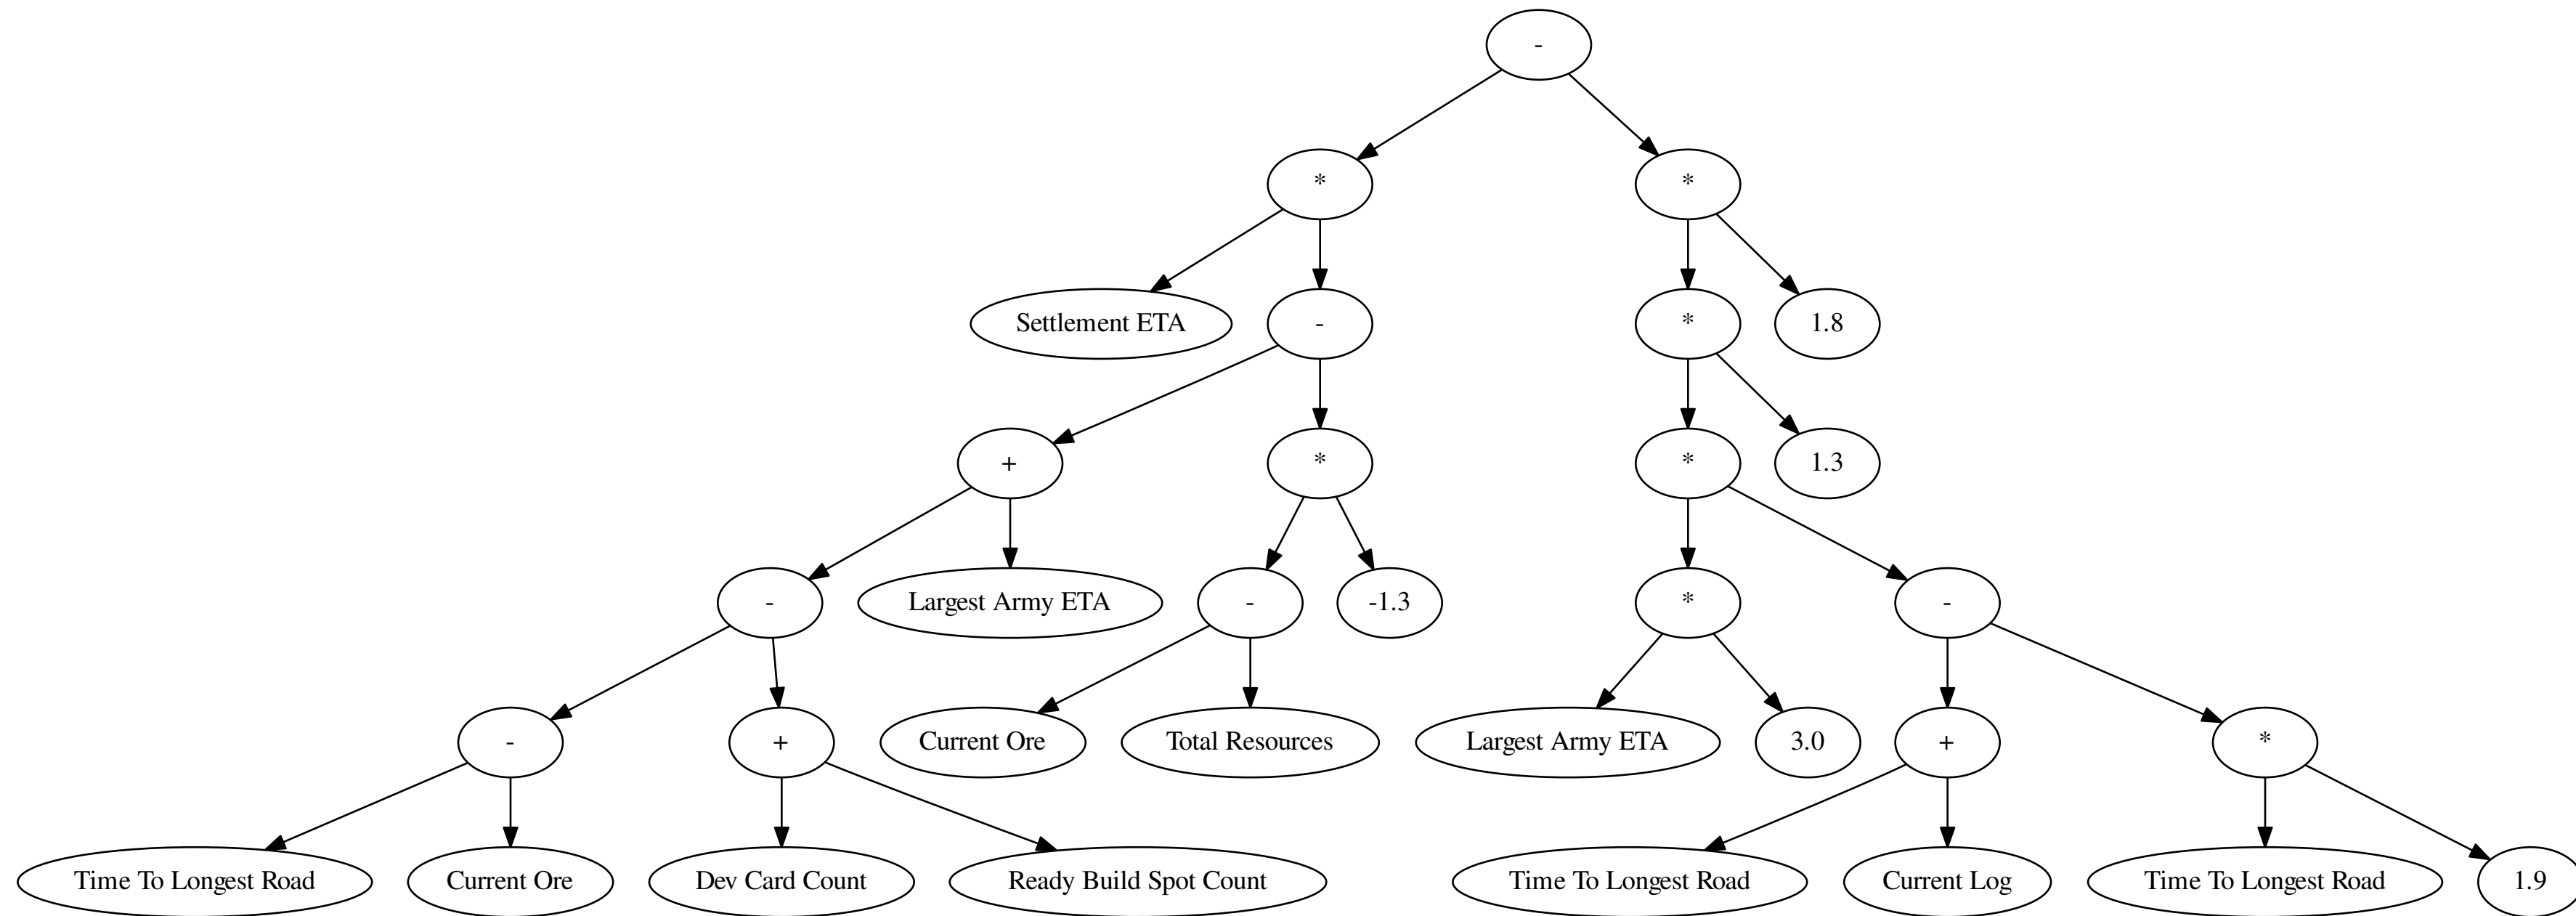 -
* *
Settlement ETA - * 1.8
+ * * 1.3
- Largest Army ETA - -1.3 * -
- + Current Ore Total Resources Largest Army ETA 3.0 + *
Time To Longest Road Current Ore Dev Card Count Ready Build Spot Count Time To Longest Road Current Log Time To Longest Road 1.9